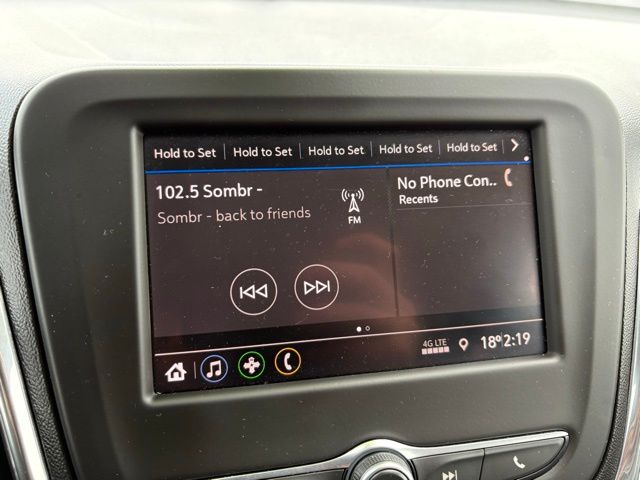 Hold to Set Hold to Set Hold to Set Hold to Set Hold to Set
102.5 Sombr -
Sombr - back to friends
FM
No Phone Con..
Recents
4G LTE
18° 2:19